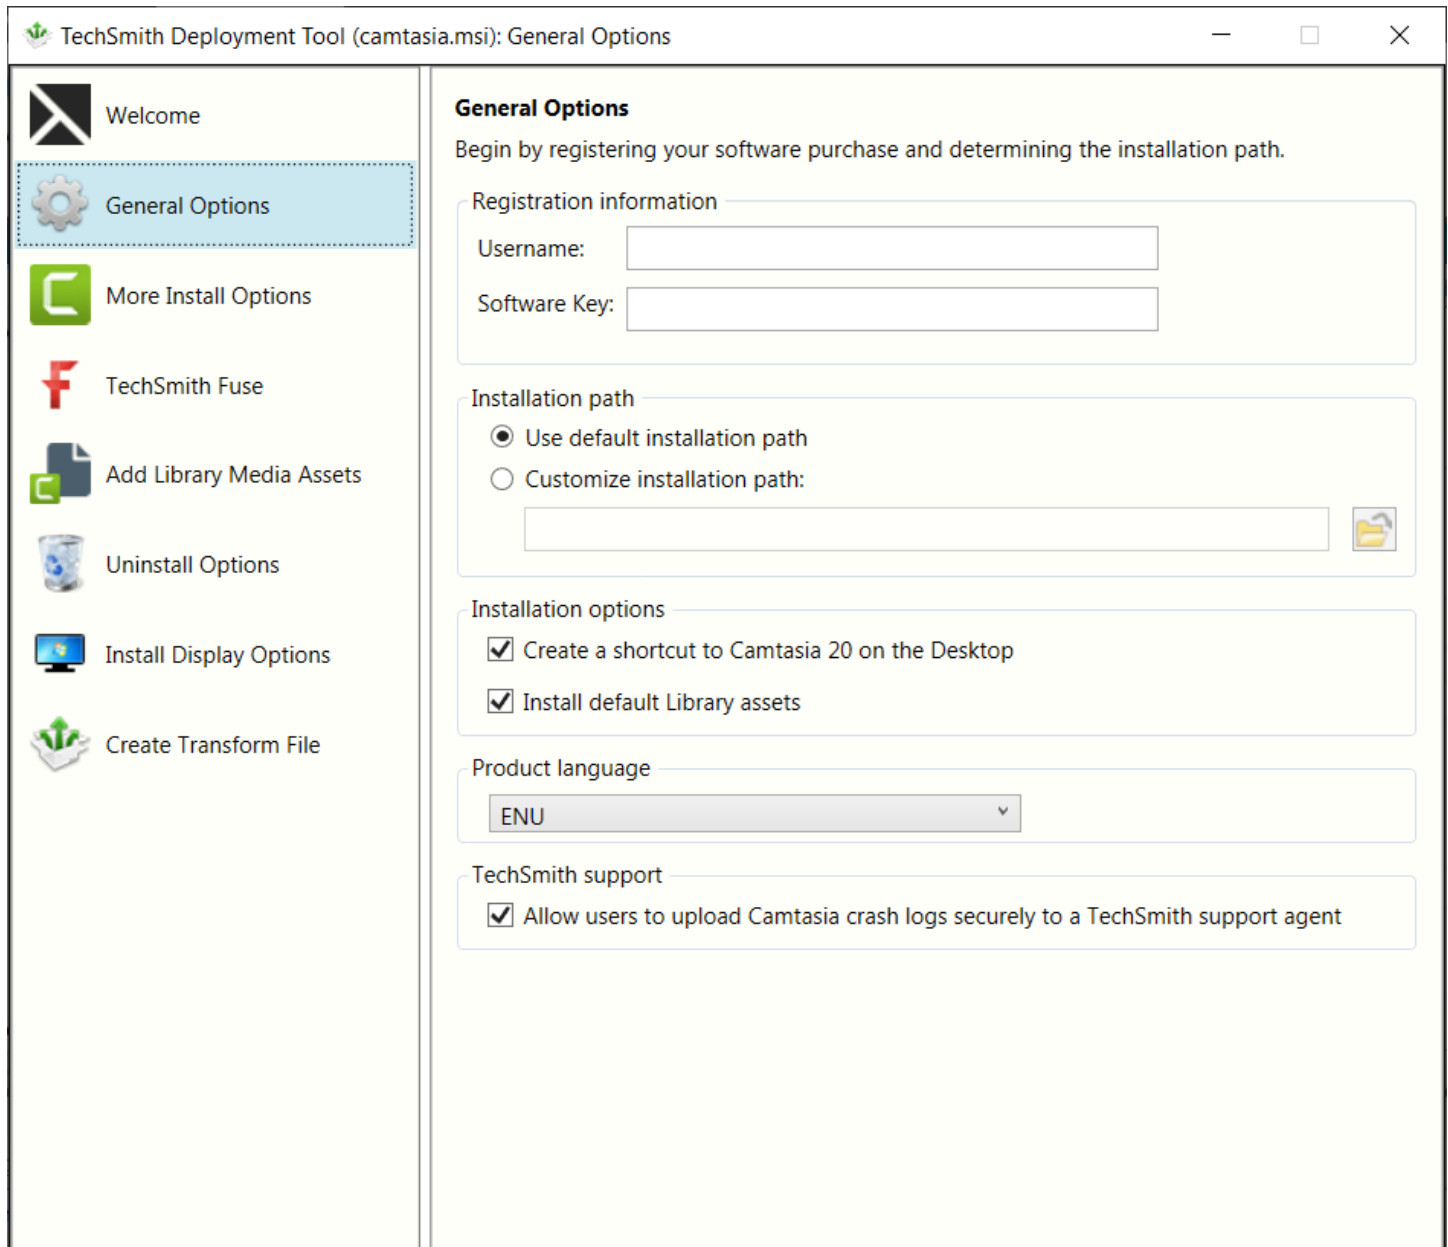 TechSmith Deployment Tool (camtasia.msi): General Options
Welcome
General Options
More Install Options
TechSmith Fuse
Add Library Media Assets
Uninstall Options
Install Display Options
Create Transform File
General Options
Begin by registering your software purchase and determining the installation path.
Registration information
Username:
Software Key:
Installation path
Use default installation path
Customize installation path:
Installation options
Create a shortcut to Camtasia 20 on the Desktop
Install default Library assets
Product language
ENU
TechSmith support
Allow users to upload Camtasia crash logs securely to a TechSmith support agent